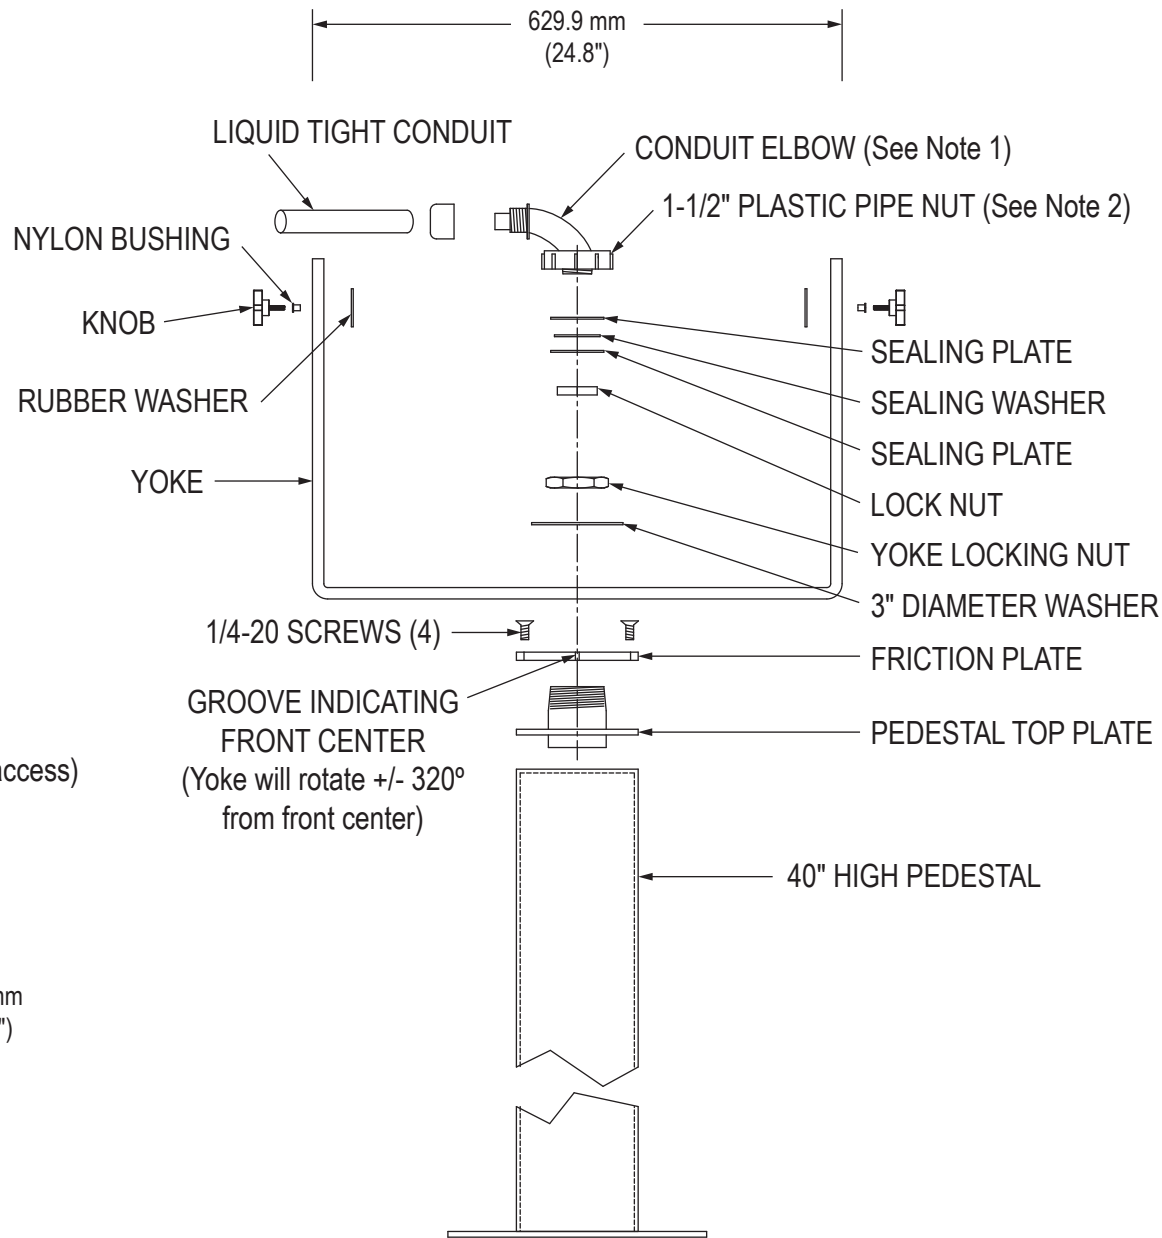 629.9 mm
(24.8")
LIQUID TIGHT CONDUIT
CONDUIT ELBOW (See Note 1)
1-1/2" PLASTIC PIPE NUT (See Note 2)
NYLON BUSHING
KNOB
RUBBER WASHER
YOKE
SEALING PLATE
SEALING WASHER
SEALING PLATE
LOCK NUT
YOKE LOCKING NUT
3" DIAMETER WASHER
1/4-20 SCREWS (4)
FRICTION PLATE
GROOVE INDICATING
FRONT CENTER
(Yoke will rotate +/- 320º
from front center)
PEDESTAL TOP PLATE
access)
40" HIGH PEDESTAL
mm
")